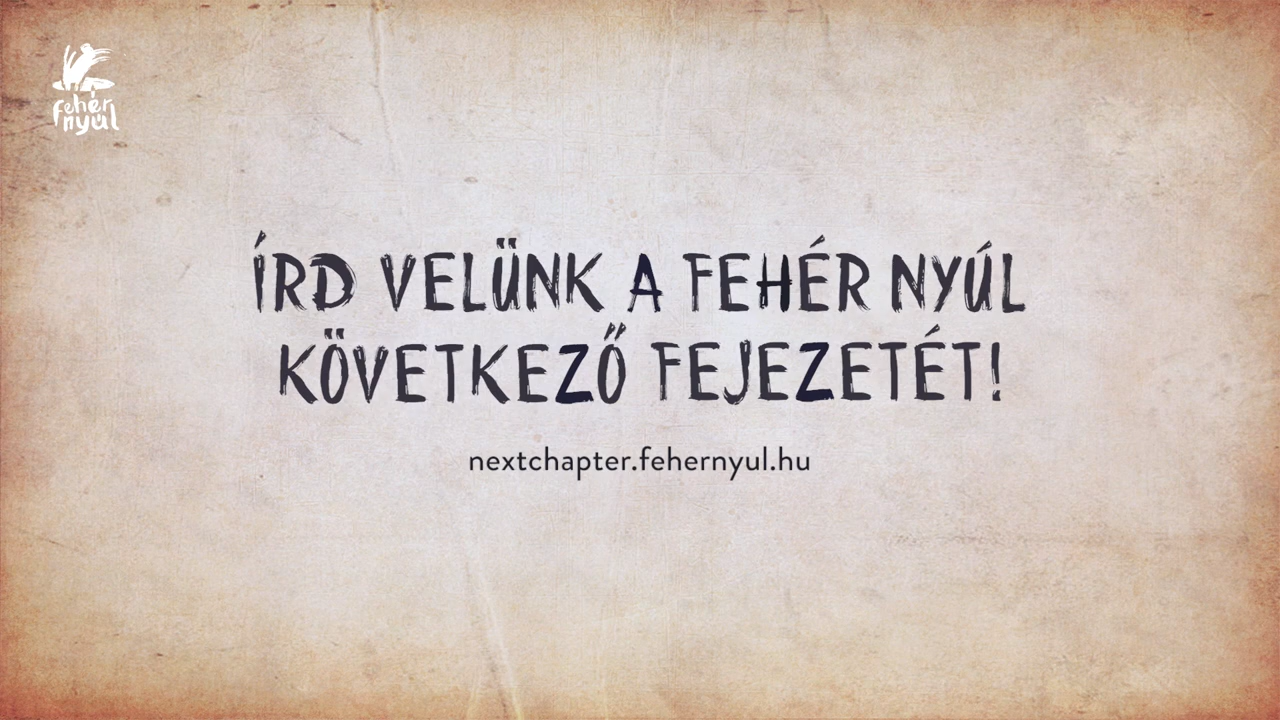 fehér
nyúl
ÍRD VELÜNK A FEHÉR NYÚL
KÖVETKEZŐ FEJEZETÉT!
nextchapter.fehernyul.hu